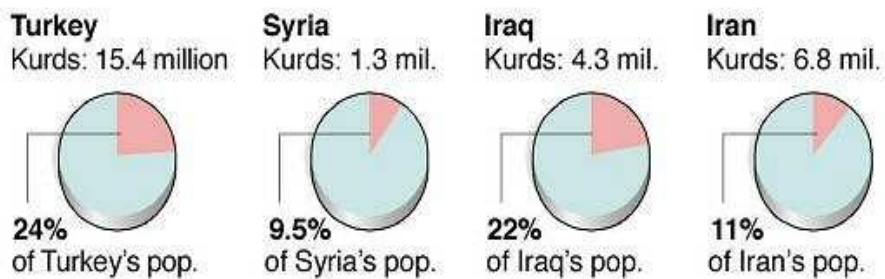 Turkey
Kurds: 15.4 million
24%
of Turkey's pop.
Syria
Kurds: 1.3 mil.
9.5%
of Syria's pop.
Iraq
Kurds: 4.3 mil.
22%
of Iraq's pop.
Iran
Kurds: 6.8 mil.
11%
of Iran's pop.